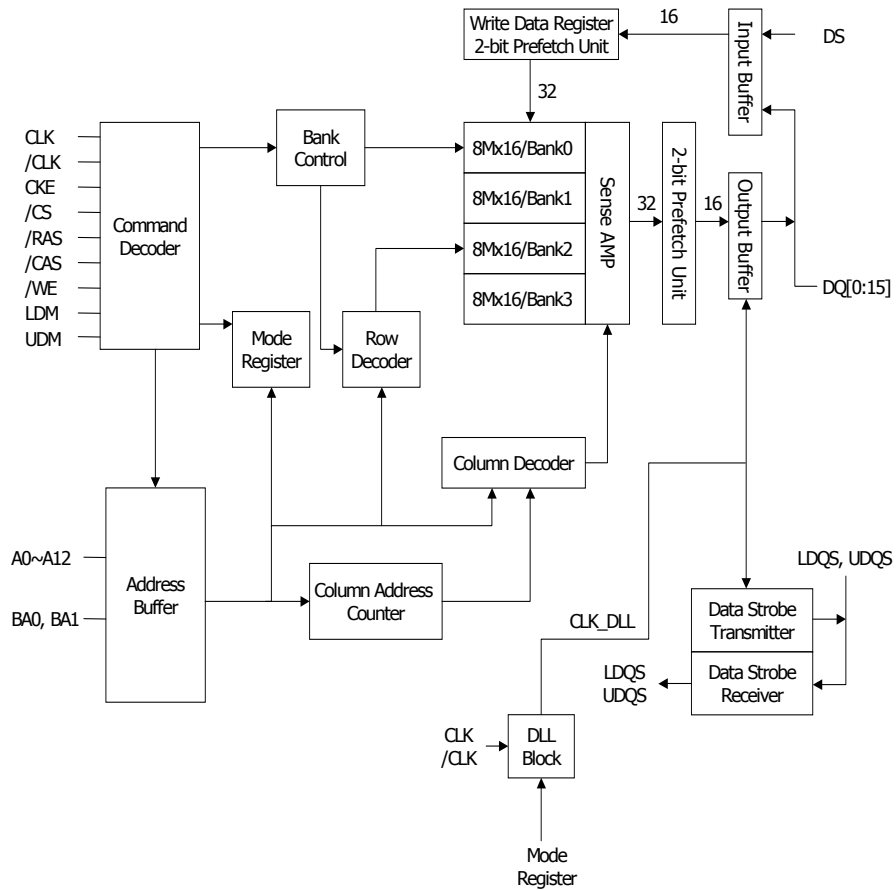 Write Data Register
2-bit Prefetch Unit
16
Input Buffer
DS
32
CLK
/CLK
CKE
/CS
/RAS
/CAS
/WE
LDM
UDM
Command
Decoder
Bank
Control
8Mx16/Bank0
8Mx16/Bank1
8Mx16/Bank2
8Mx16/Bank3
Sense AMP
32
2-bit Prefetch Unit
16
Output Buffer
DQ[0:15]
Mode
Register
Row
Decoder
Column Decoder
A0~A12
BA0, BA1
Address
Buffer
Column Address
Counter
CLK_DLL
LDQS, UDQS
Data Strobe
Transmitter
Data Strobe
Receiver
LDQS
UDQS
CLK
/CLK
DLL
Block
Mode
Register